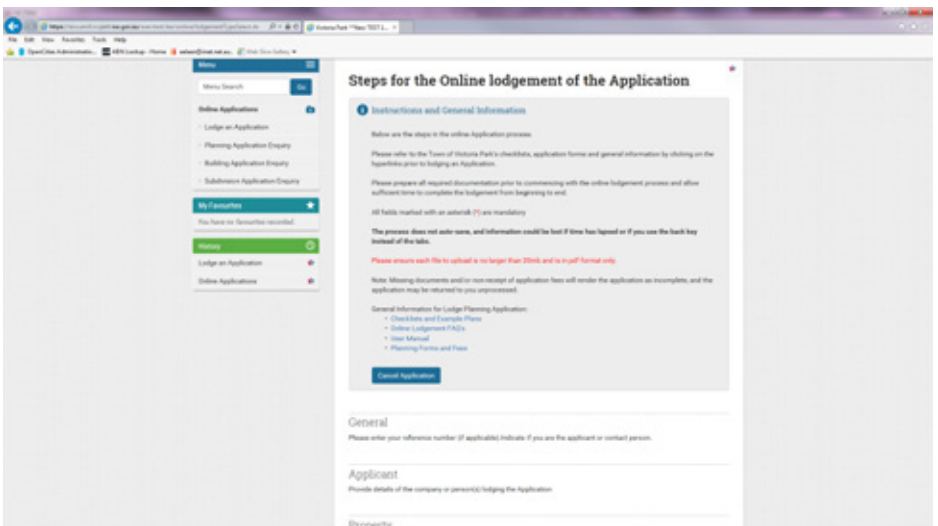 File Edit View Favorites Tools Help
Menu
Menu Search Go
Online Applications
Lodge an Application
Planning Application Enquiry
Building Application Enquiry
Subdivision Application Enquiry
My Favourites
You have no favourites recorded.
History
Lodge an Application
Online Applications
Steps for the Online lodgement of the Application
Instructions and General Information
Below are the steps in the online Application process.
Please refer to the Town of Victoria Park's checklists, application forms and general information by clicking on the
hyperlinks prior to lodging an Application.
Please prepare all required documentation prior to commencing with the online lodgement process and allow
sufficient time to complete the lodgement from beginning to end.
All fields marked with an asterisk (*) are mandatory
The process does not auto-save, and information could be lost if time has lapsed or if you use the back key
instead of the tabs.
Please ensure each file to upload is no larger than 20mb and is in pdf format only.
Note: Missing documents and/or non-receipt of application fees will render the application as incomplete, and the
application may be returned to you unprocessed.
General Information for Lodge Planning Application:
• Checklists and Example Plans
• Online Lodgement FAQ's
• User Manual
• Planning Forms and Fees
Cancel Application
General
Please enter your reference number (if applicable).Indicate if you are the applicant or contact person.
Applicant
Provide details of the company or person(s) lodging the Application
Property